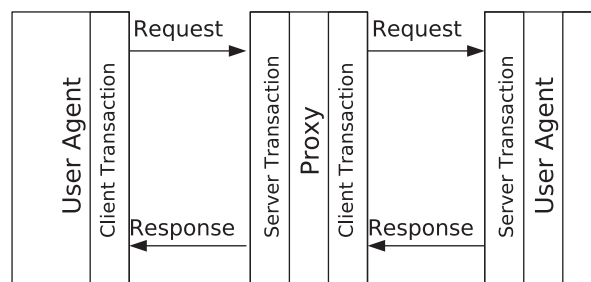 Request
Request
User Agent
Client Transaction
Server Transaction
Proxy
Client Transaction
Server Transaction
User Agent
Response
Response